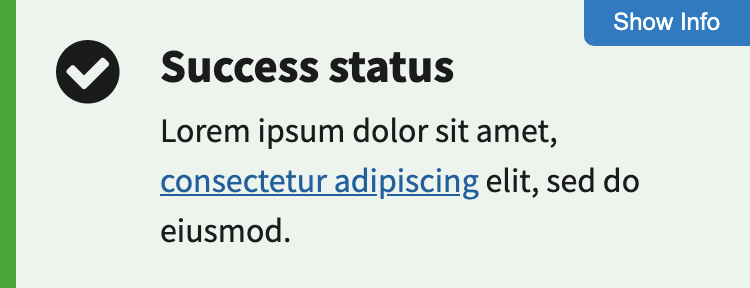 Show Info
Success status
Lorem ipsum dolor sit amet,
consectetur adipiscing elit, sed do
eiusmod.